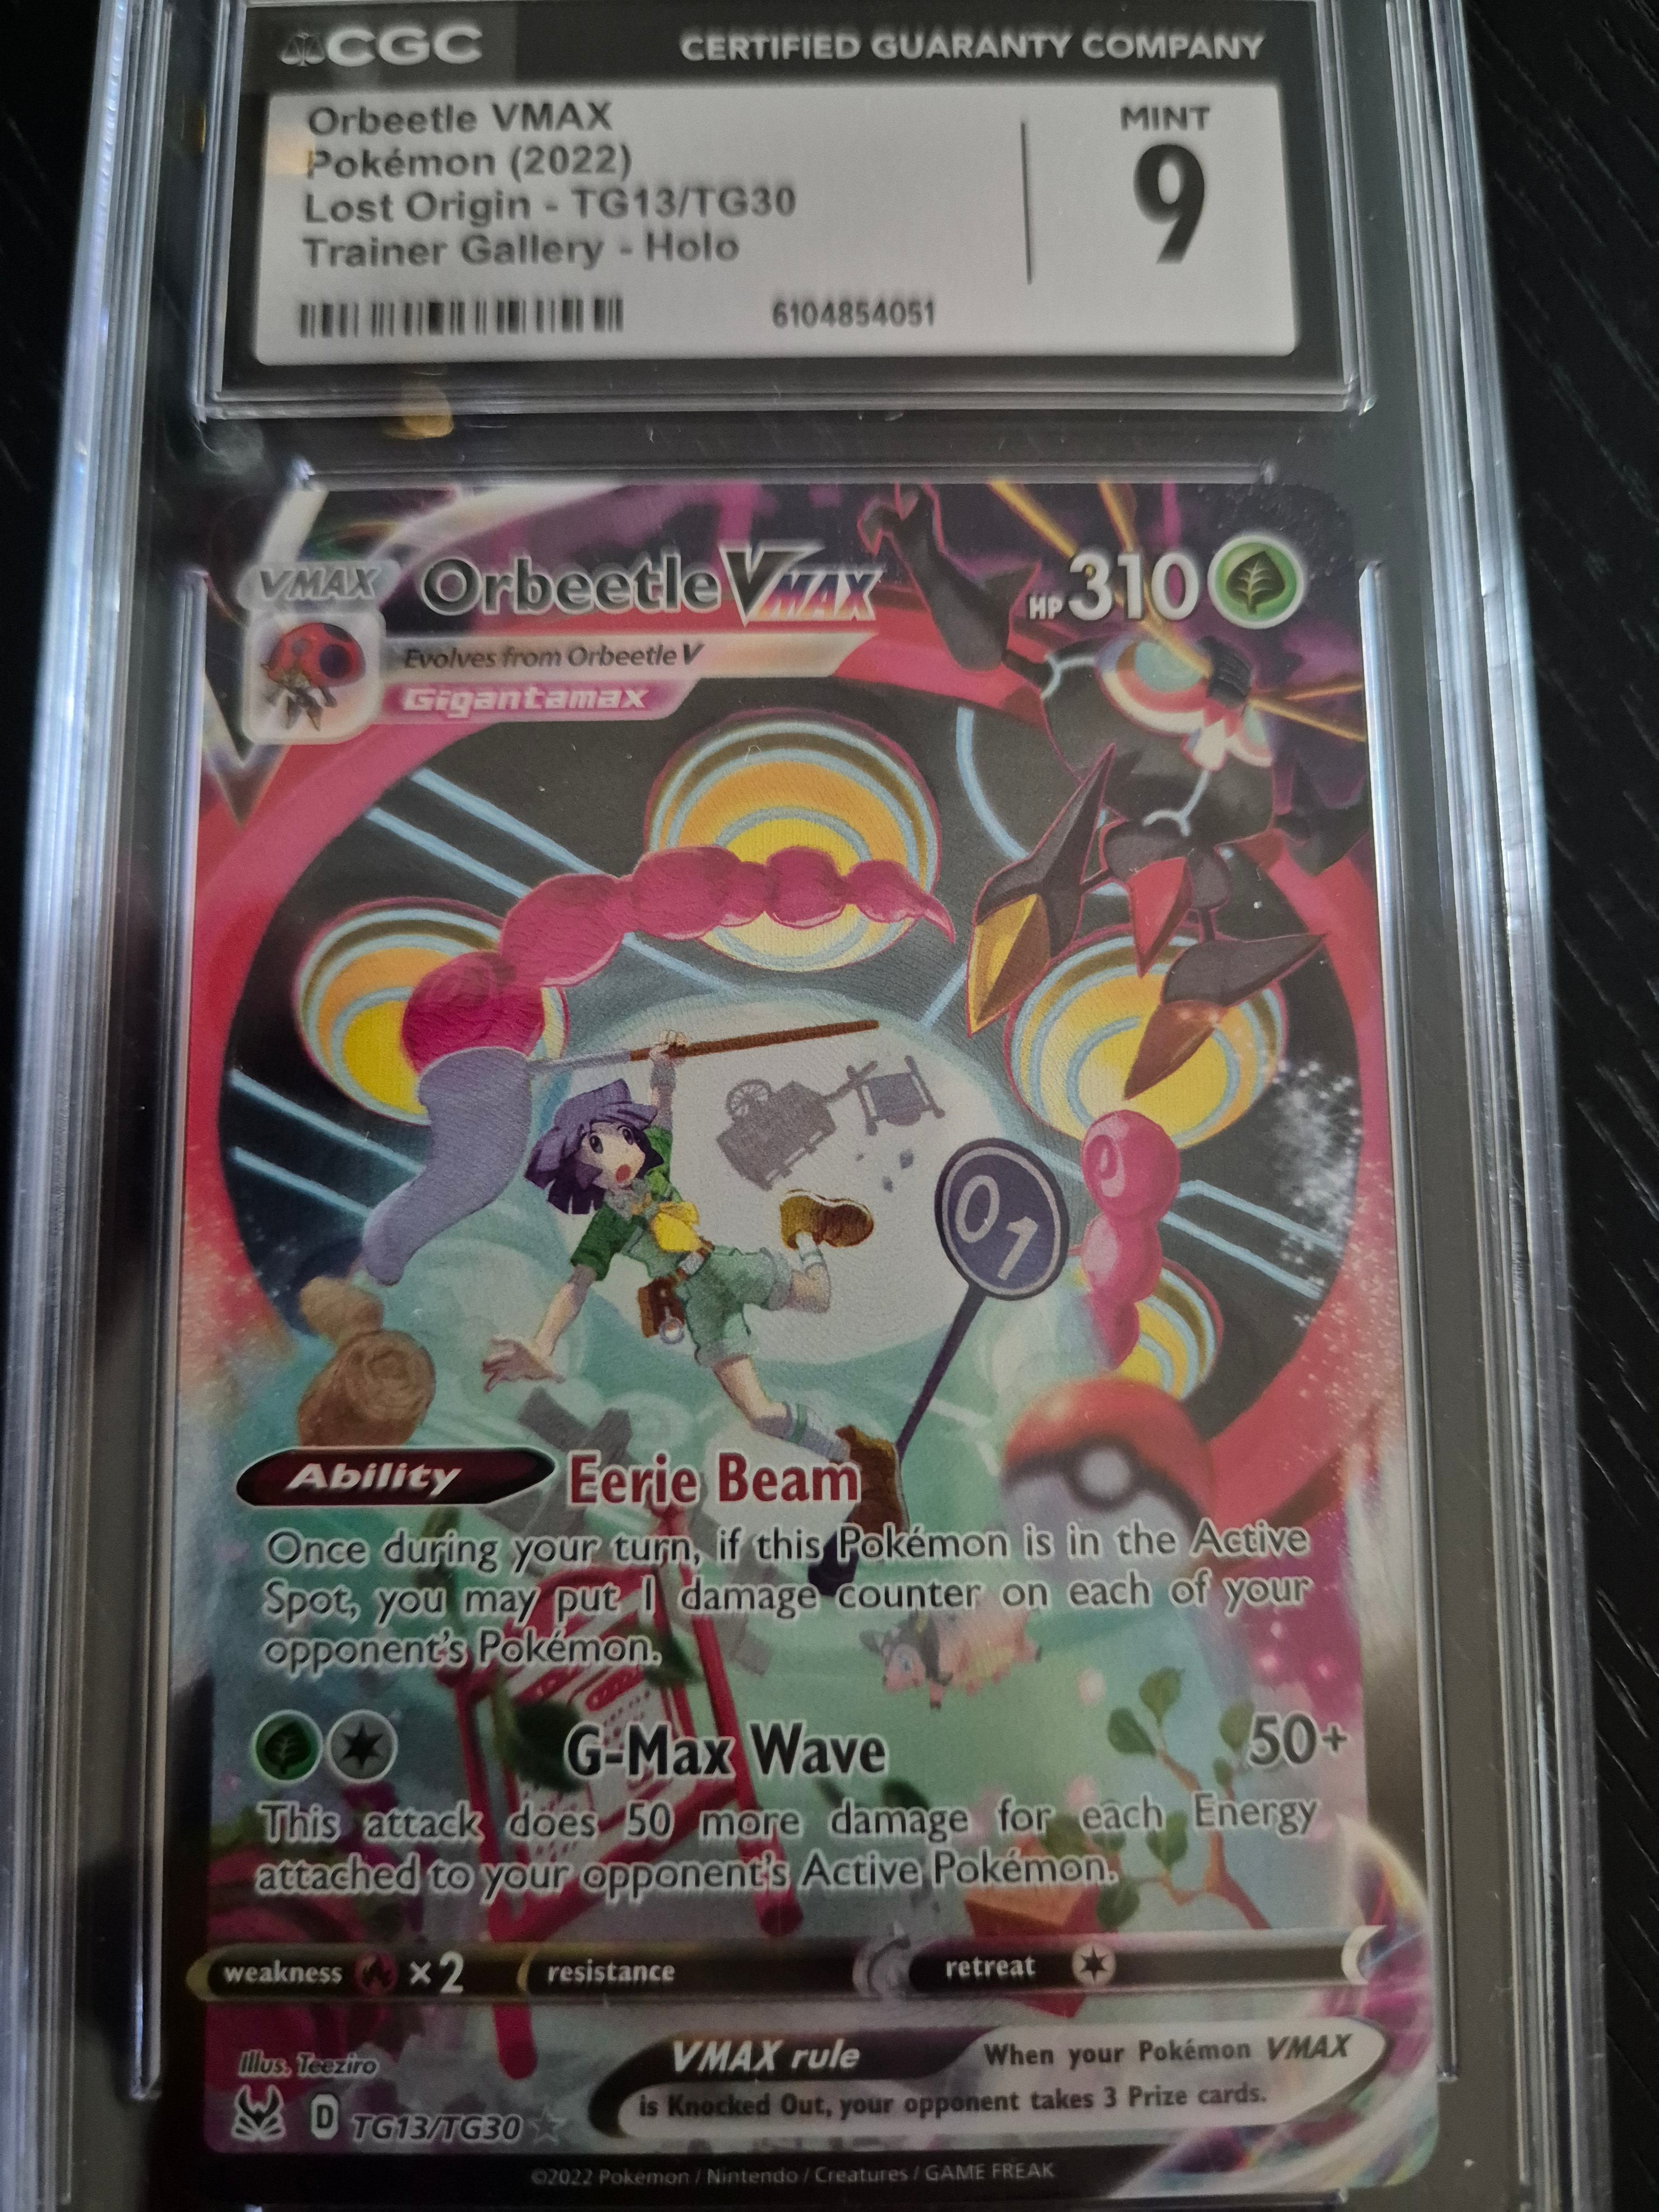 CGC CERTIFIED GUARANTY COMPANY
Orbeetle VMAX
Pokémon (2022)
Lost Origin - TG13/TG30
Trainer Gallery - Holo
6104854051
MINT
9
VMAX Orbeetle VMAX HP 310
Evolves from Orbeetle V
Gigantamax
01
Ability Eerie Beam
Once during your turn, if this Pokémon is in the Active
Spot, you may put 1 damage counter on each of your
opponent's Pokémon.
G-Max Wave 50+
This attack does 50 more damage for each Energy
attached to your opponent's Active Pokémon.
weakness ×2 resistance retreat
Illus. Teeziro
D TG13/TG30
VMAX rule When your Pokémon VMAX
is Knocked Out, your opponent takes 3 Prize cards.
©2022 Pokémon / Nintendo / Creatures / GAME FREAK